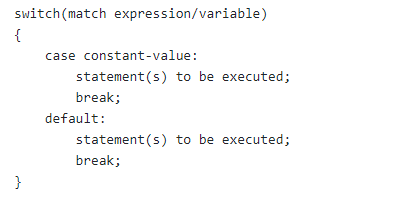 switch(match expression/variable)
{
    case constant-value:
        statement(s) to be executed;
        break;
    default:
        statement(s) to be executed;
        break;
}